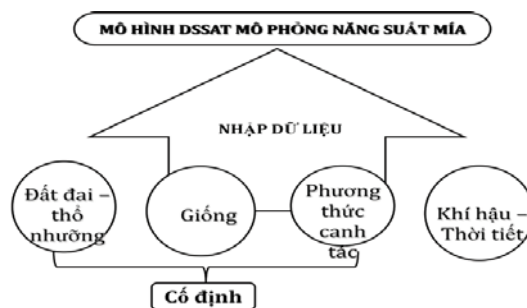 MÔ HÌNH DSSAT MÔ PHỎNG NĂNG SUẤT MÍA
NHẬP DỮ LIỆU
Đất đai –
thổ
nhưỡng
Giống
Phương
thức
canh
tác
Khí hậu –
Thời tiết
Cố định